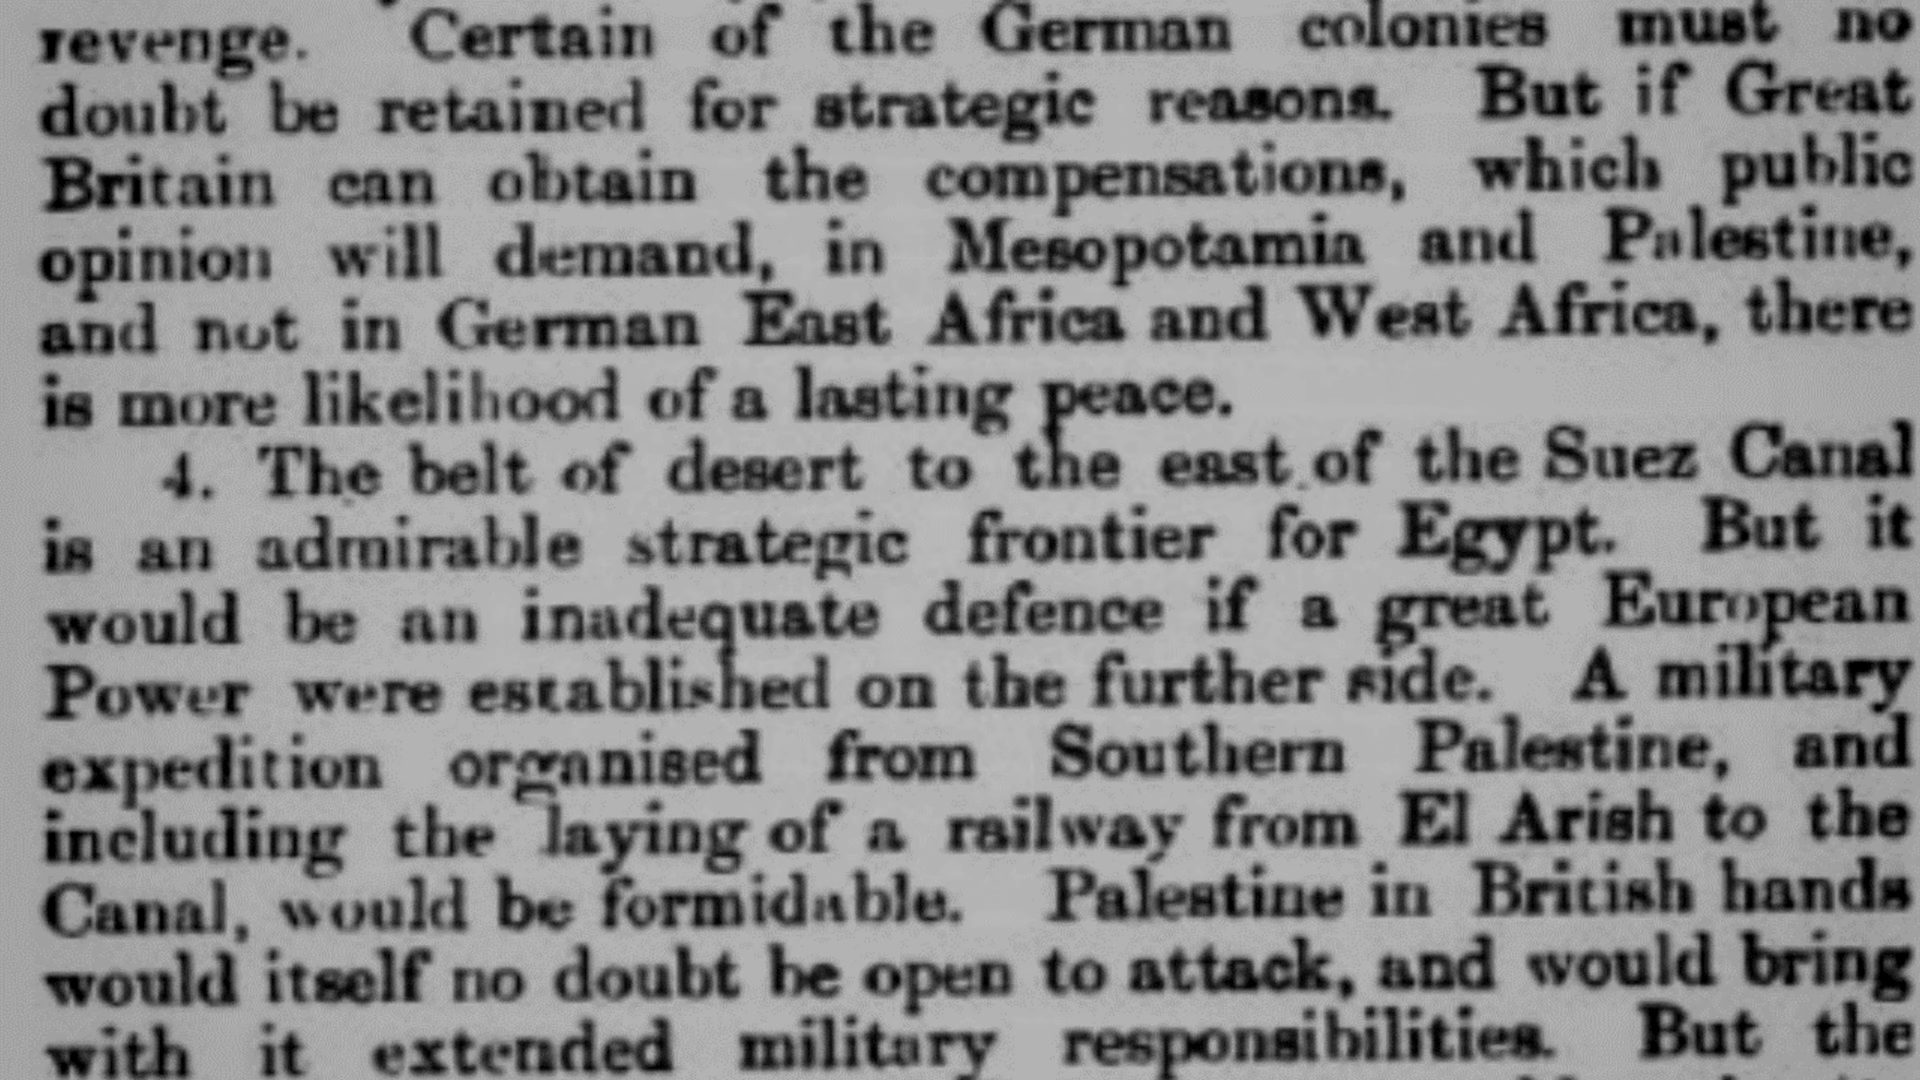 revenge. Certain of the German colonies must no
doubt be retained for strategic reasons. But if Great
Britain can obtain the compensations, which public
opinion will demand, in Mesopotamia and Palestine,
and not in German East Africa and West Africa, there
is more likelihood of a lasting peace.
4. The belt of desert to the east of the Suez Canal
is an admirable strategic frontier for Egypt. But it
would be an inadequate defence if a great European
Power were established on the further side. A military
expedition organised from Southern Palestine, and
including the laying of a railway from El Arish to the
Canal, would be formidable. Palestine in British hands
would itself no doubt be open to attack, and would bring
with it extended military responsibilities. But the